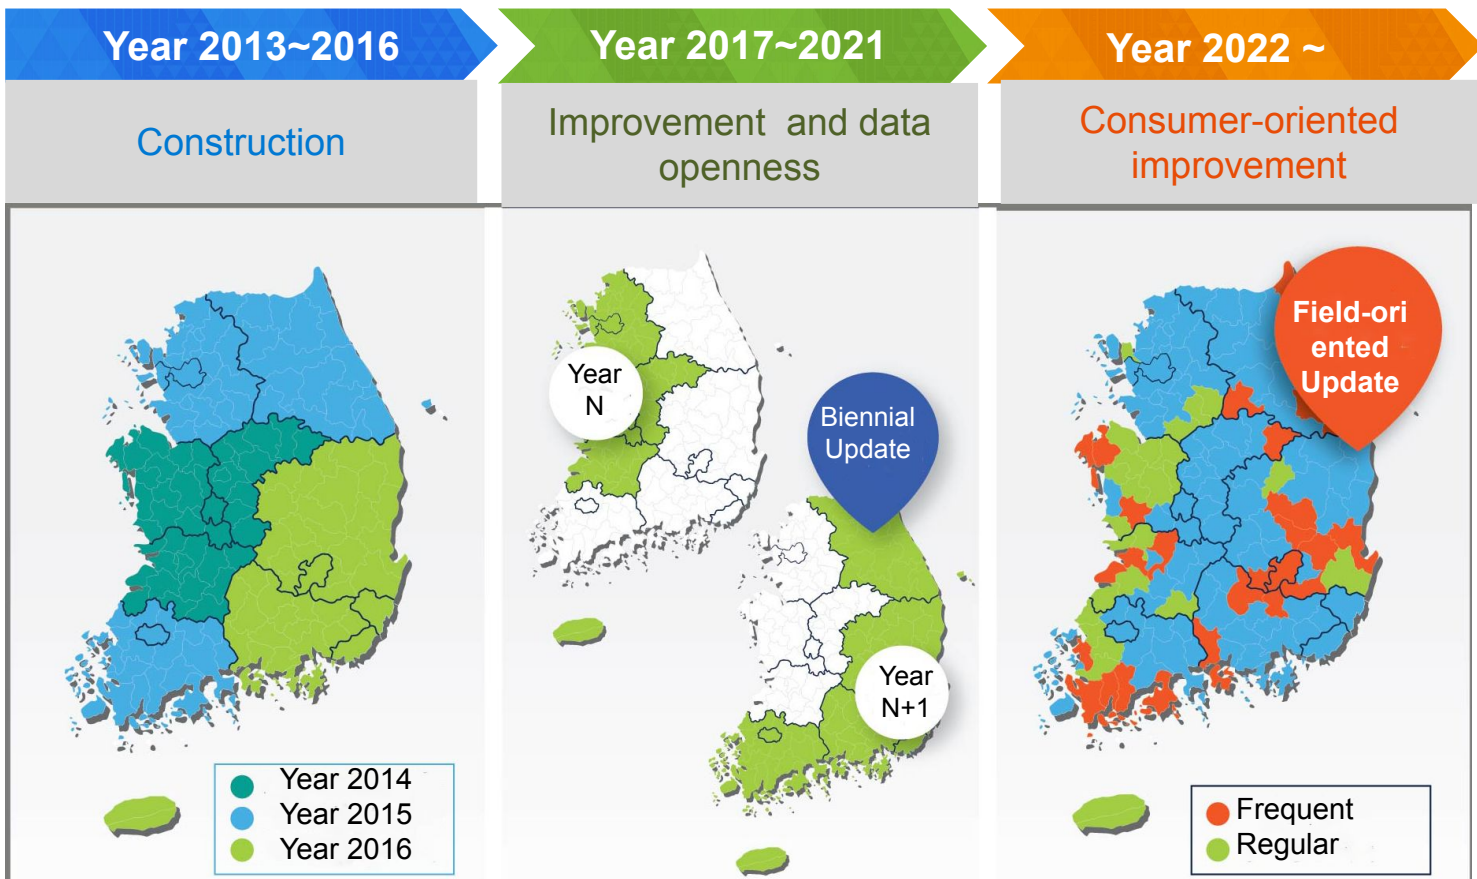 Year 2013~2016
Year 2017~2021
Year 2022 ~
Construction
Improvement and data
openness
Consumer-oriented
improvement
Year
N
Biennial
Update
Year
N+1
Field-ori
ented
Update
Year 2014
Year 2015
Year 2016
Frequent
Regular